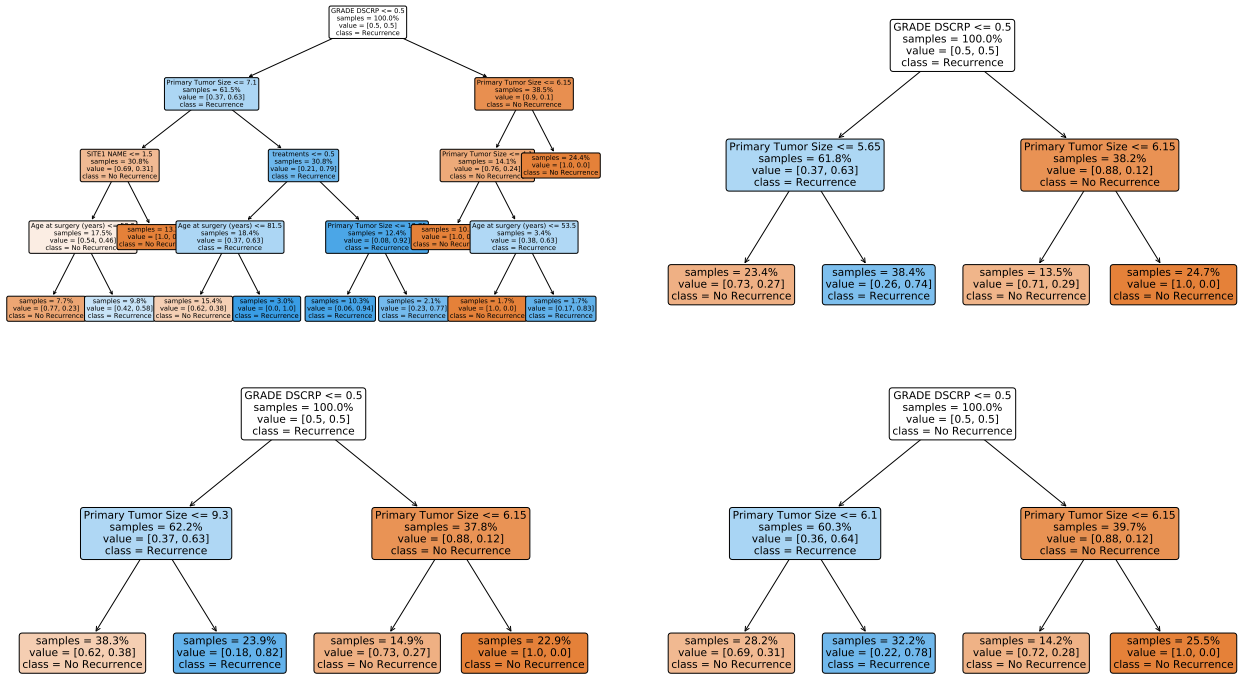 GRADE DSCRP <= 0.5
samples = 100.0%
value = [0.5, 0.5]
class = Recurrence
Primary Tumor Size <= 7.1
samples = 61.5%
value = [0.37, 0.63]
class = Recurrence
Primary Tumor Size <= 6.15
samples = 38.5%
value = [0.9, 0.1]
class = No Recurrence
SITE1 NAME <= 1.5
samples = 30.8%
value = [0.69, 0.31]
class = No Recurrence
treatments <= 0.5
samples = 30.8%
value = [0.21, 0.79]
class = Recurrence
Primary Tumor Size <=
samples = 14.1%
value = [0.76, 0.24]
class = No Recurrence
samples = 24.4%
value = [1.0, 0.0]
class = No Recurrence
Age at surgery (years) <=
samples = 17.5%
value = [0.54, 0.46]
class = No Recurrence
samples = 13.
value = [1.0,
class = No
Age at surgery (years) <= 81.5
samples = 18.4%
value = [0.37, 0.63]
class = Recurrence
Primary Tumor Size <=
samples = 12.4%
value = [0.08, 0.92]
class = Recurrence
samples = 10.
value = [1.0,
class = No
Age at surgery (years) <= 53.5
samples = 3.4%
value = [0.38, 0.63]
class = Recurrence
samples = 7.7%
value = [0.77, 0.23]
class = No Recurrence
samples = 9.8%
value = [0.42, 0.58]
class = Recurrence
samples = 15.4%
value = [0.62, 0.38]
class = No Recurrence
samples = 3.0%
value = [0.0, 1.0]
class = Recurrence
samples = 10.3%
value = [0.06, 0.94]
class = Recurrence
samples = 2.1%
value = [0.23, 0.77]
class = Recurrence
samples = 1.7%
value = [1.0, 0.0]
class = No Recurrence
samples = 1.7%
value = [0.17, 0.83]
class = Recurrence
GRADE DSCRP <= 0.5
samples = 100.0%
value = [0.5, 0.5]
class = Recurrence
Primary Tumor Size <= 5.65
samples = 61.8%
value = [0.37, 0.63]
class = Recurrence
Primary Tumor Size <= 6.15
samples = 38.2%
value = [0.88, 0.12]
class = No Recurrence
samples = 23.4%
value = [0.73, 0.27]
class = No Recurrence
samples = 38.4%
value = [0.26, 0.74]
class = Recurrence
samples = 13.5%
value = [0.71, 0.29]
class = No Recurrence
samples = 24.7%
value = [1.0, 0.0]
class = No Recurrence
GRADE DSCRP <= 0.5
samples = 100.0%
value = [0.5, 0.5]
class = Recurrence
Primary Tumor Size <= 9.3
samples = 62.2%
value = [0.37, 0.63]
class = Recurrence
Primary Tumor Size <= 6.15
samples = 37.8%
value = [0.88, 0.12]
class = No Recurrence
samples = 38.3%
value = [0.62, 0.38]
class = No Recurrence
samples = 23.9%
value = [0.18, 0.82]
class = Recurrence
samples = 14.9%
value = [0.73, 0.27]
class = No Recurrence
samples = 22.9%
value = [1.0, 0.0]
class = No Recurrence
GRADE DSCRP <= 0.5
samples = 100.0%
value = [0.5, 0.5]
class = No Recurrence
Primary Tumor Size <= 6.1
samples = 60.3%
value = [0.36, 0.64]
class = Recurrence
Primary Tumor Size <= 6.15
samples = 39.7%
value = [0.88, 0.12]
class = No Recurrence
samples = 28.2%
value = [0.69, 0.31]
class = No Recurrence
samples = 32.2%
value = [0.22, 0.78]
class = Recurrence
samples = 14.2%
value = [0.72, 0.28]
class = No Recurrence
samples = 25.5%
value = [1.0, 0.0]
class = No Recurrence